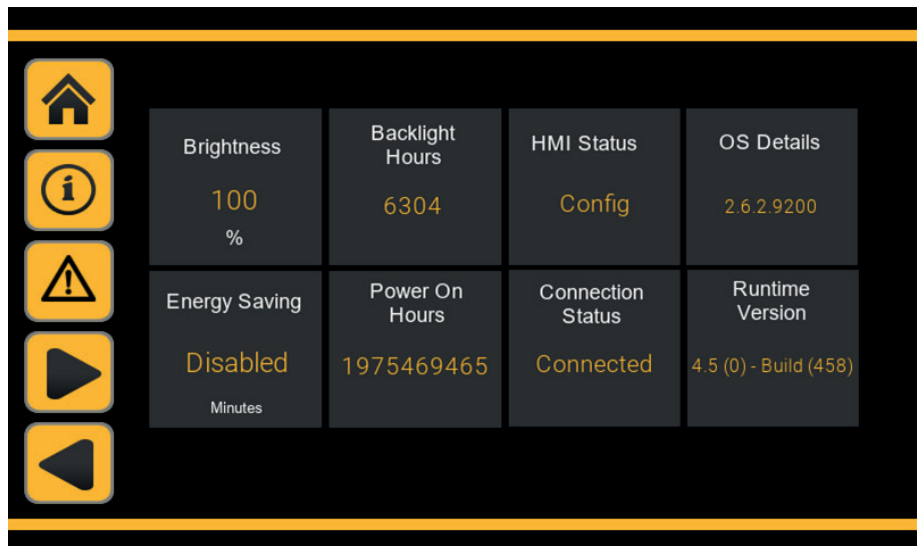 Brightness
100
%
Backlight
Hours
6304
HMI Status
Config
OS Details
2.6.2.9200
Energy Saving
Disabled
Minutes
Power On
Hours
1975469465
Connection
Status
Connected
Runtime
Version
4.5 (0) - Build (458)